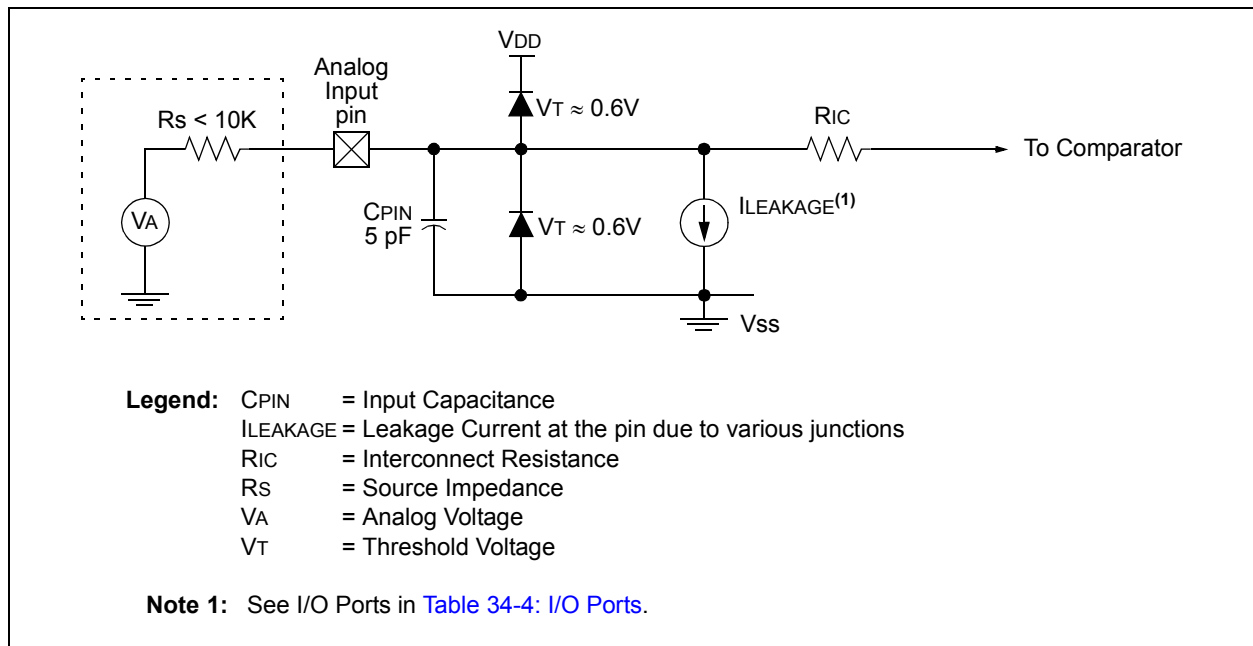 VDD
Analog
Input
pin
Rs < 10K
VT ≈ 0.6V
RIC
To Comparator
VA
CPIN
5 pF
VT ≈ 0.6V
ILEAKAGE(1)
Vss
Legend: CPIN = Input Capacitance
ILEAKAGE = Leakage Current at the pin due to various junctions
RIC = Interconnect Resistance
RS = Source Impedance
VA = Analog Voltage
VT = Threshold Voltage
Note 1: See I/O Ports in Table 34-4: I/O Ports.